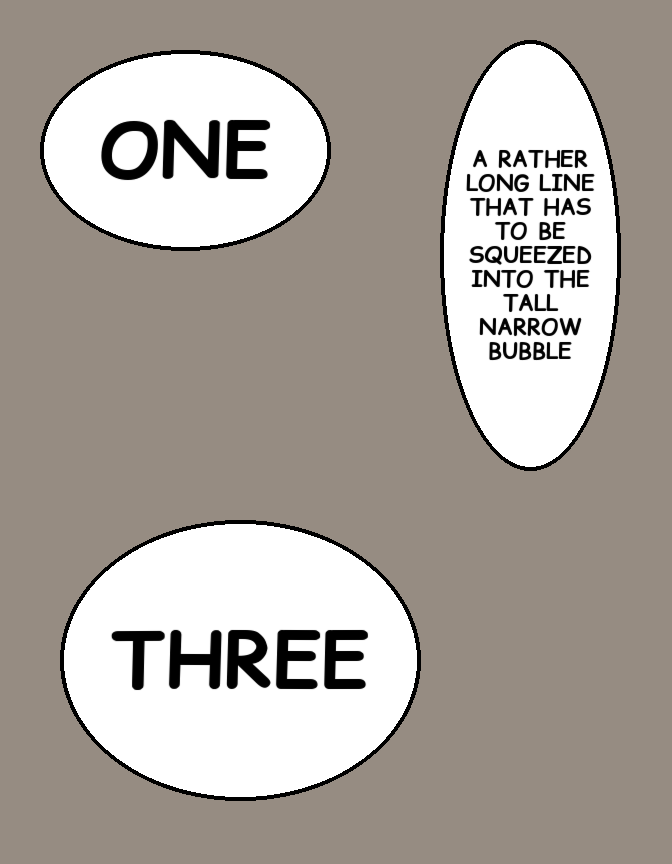 ONE
A RATHER
LONG LINE
THAT HAS
TO BE
SQUEEZED
INTO THE
TALL
NARROW
BUBBLE
THREE